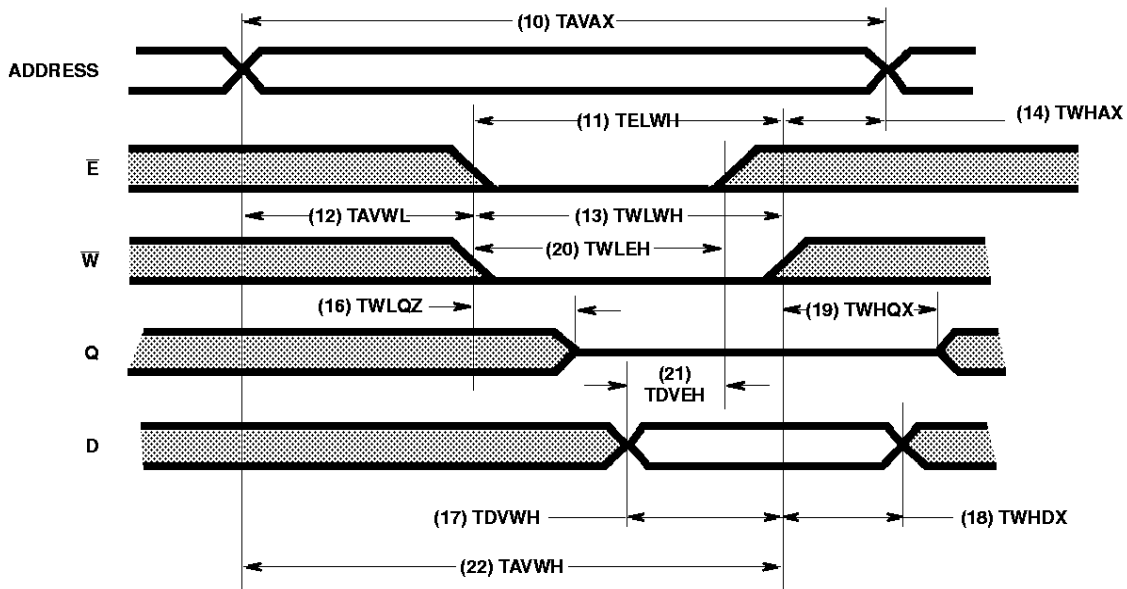 (10) TAVAX
ADDRESS
(11) TELWH
(14) TWHAX
E̅
(12) TAVWL
(13) TWLWH
W̅
(20) TWLEH
(16) TWLQZ
(19) TWHQX
Q
(21)
TDVEH
D
(17) TDVWH
(18) TWHDX
(22) TAVWH